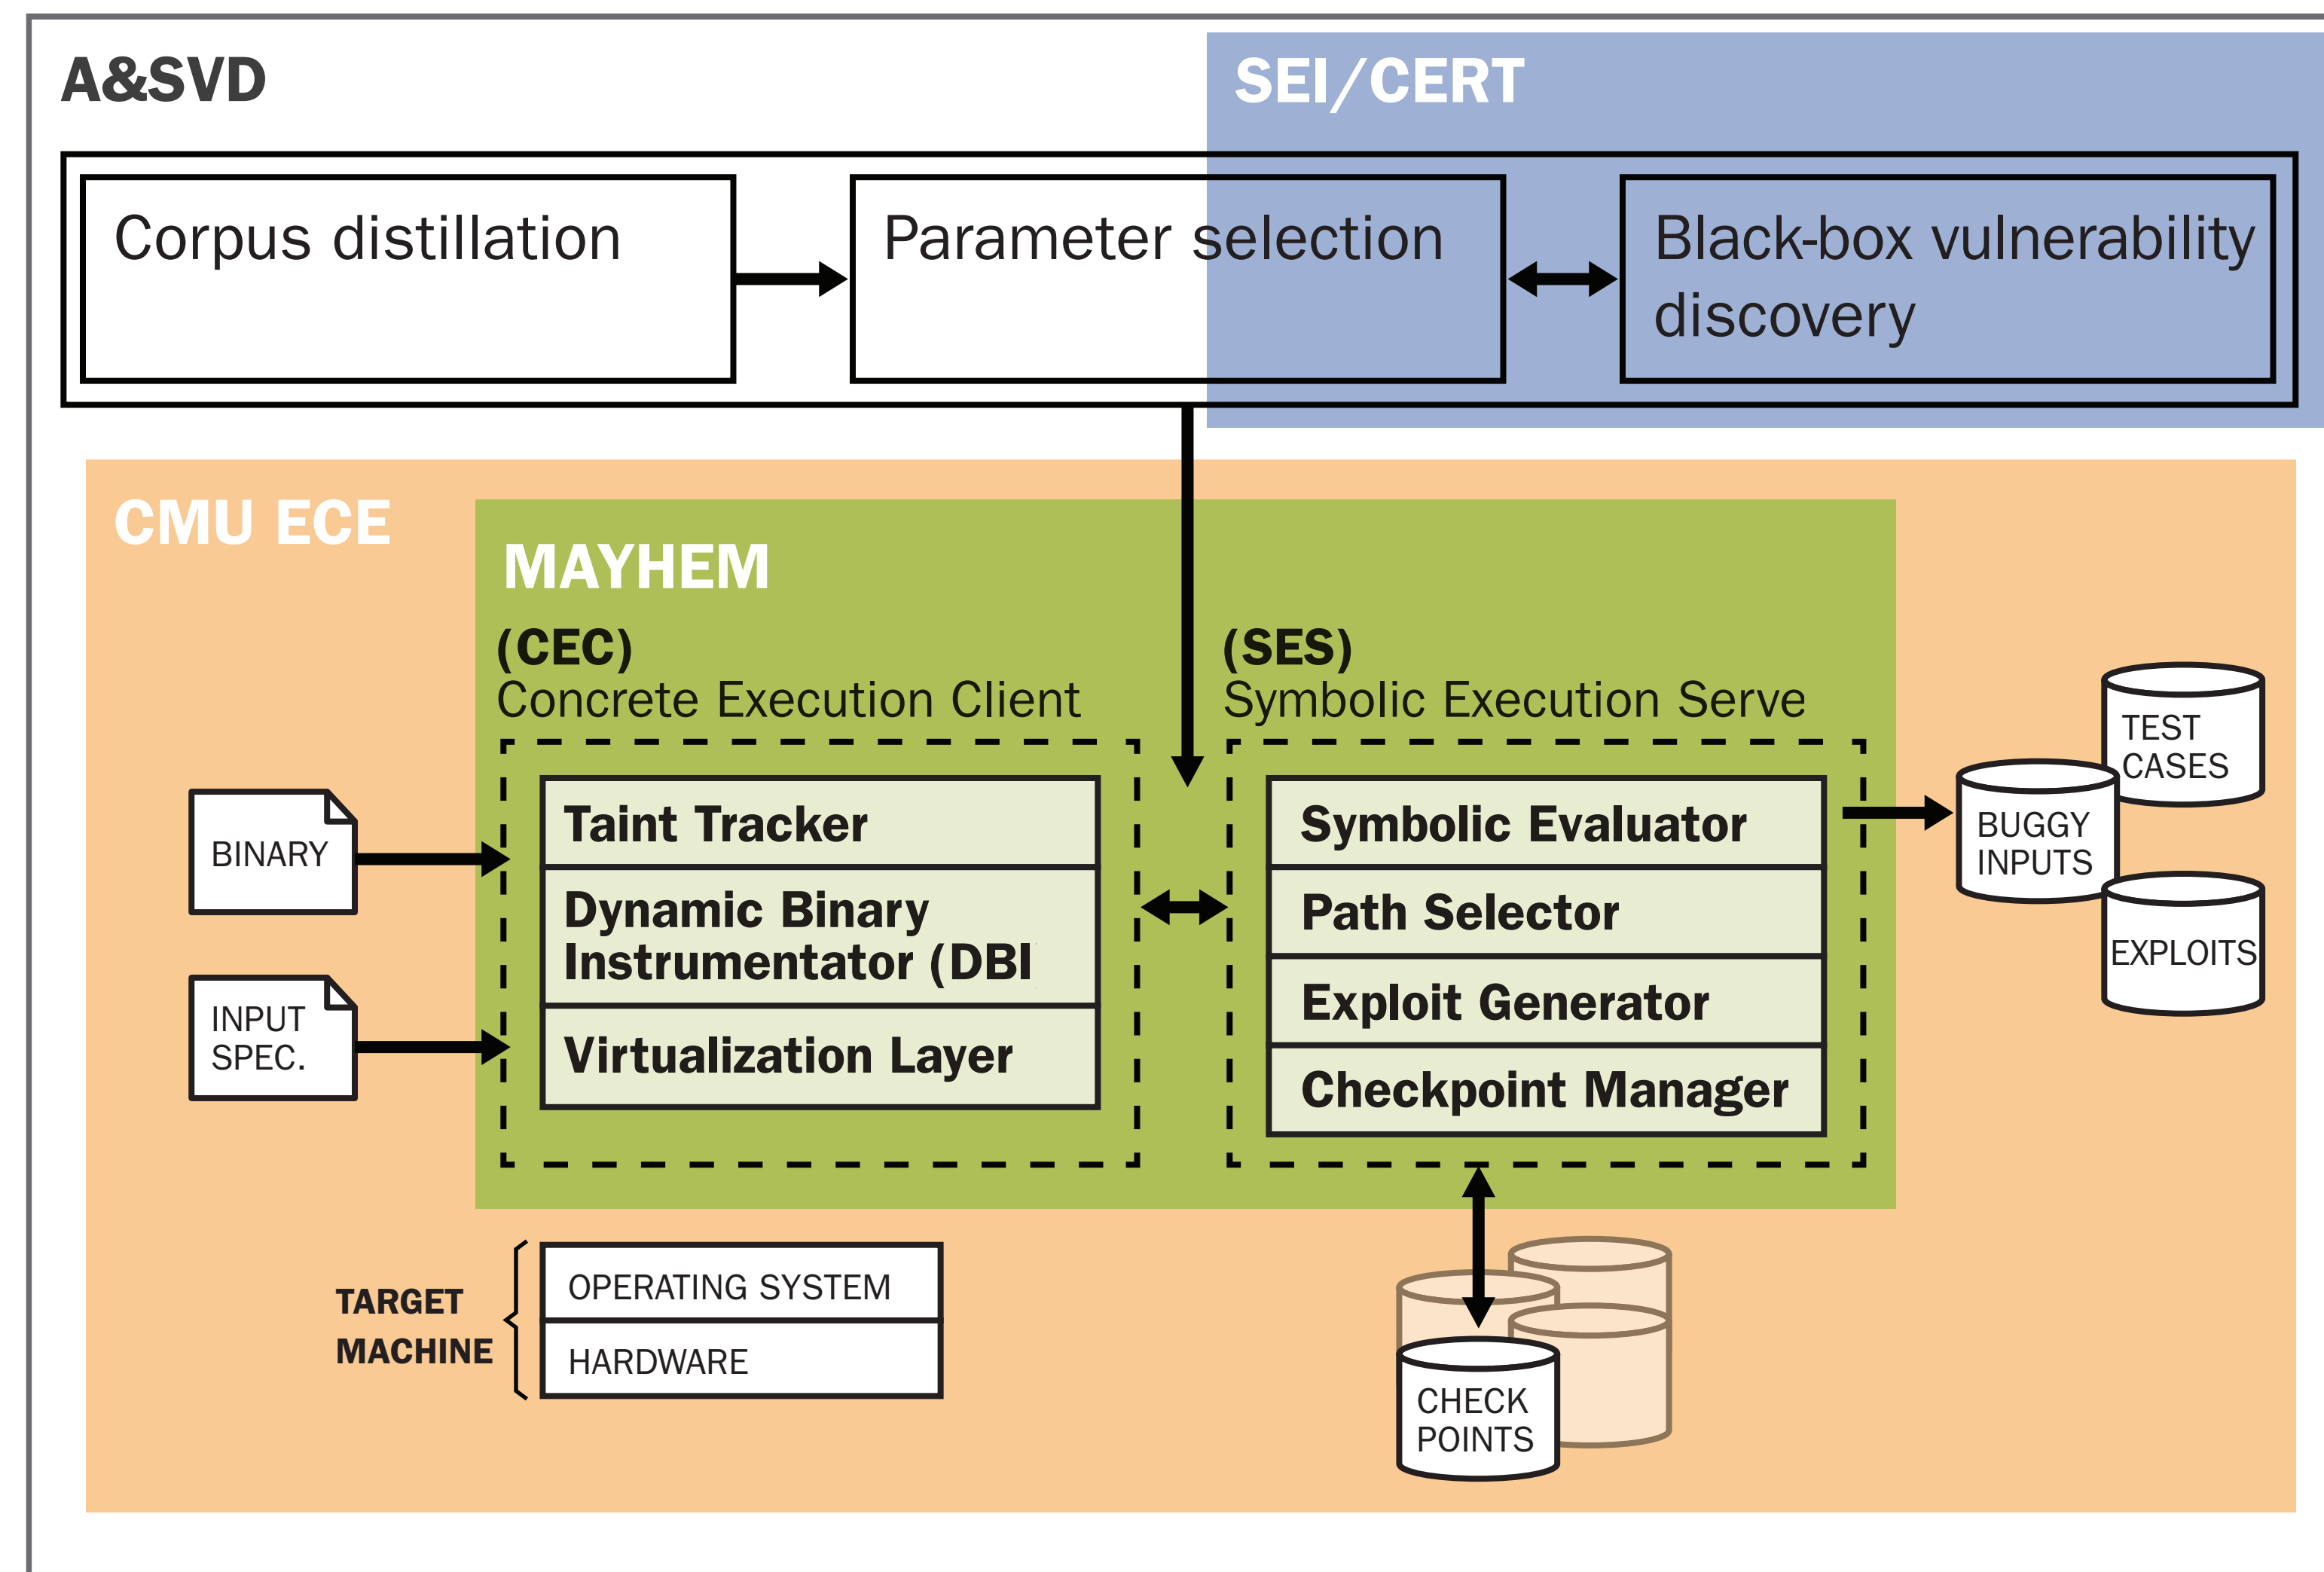 A&SVD
SEI/CERT
Corpus distillation
Parameter selection
Black-box vulnerability
discovery
CMU ECE
MAYHEM
(CEC)
Concrete Execution Client
(SES)
Symbolic Execution Serve
BINARY
INPUT
SPEC.
Taint Tracker
Dynamic Binary
Instrumentator (DBI
Virtualization Layer
Symbolic Evaluator
Path Selector
Exploit Generator
Checkpoint Manager
TEST
CASES
BUGGY
INPUTS
EXPLOITS
TARGET
MACHINE
OPERATING SYSTEM
HARDWARE
CHECK
POINTS